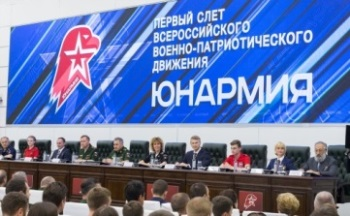 ПЕРВЫЙ СЛЕТ
ВСЕРОССИЙСКОГО
ВОЕННО-ПАТРИОТИЧЕСКОГО
ДВИЖЕНИЯ
ЮНАРМИЯ